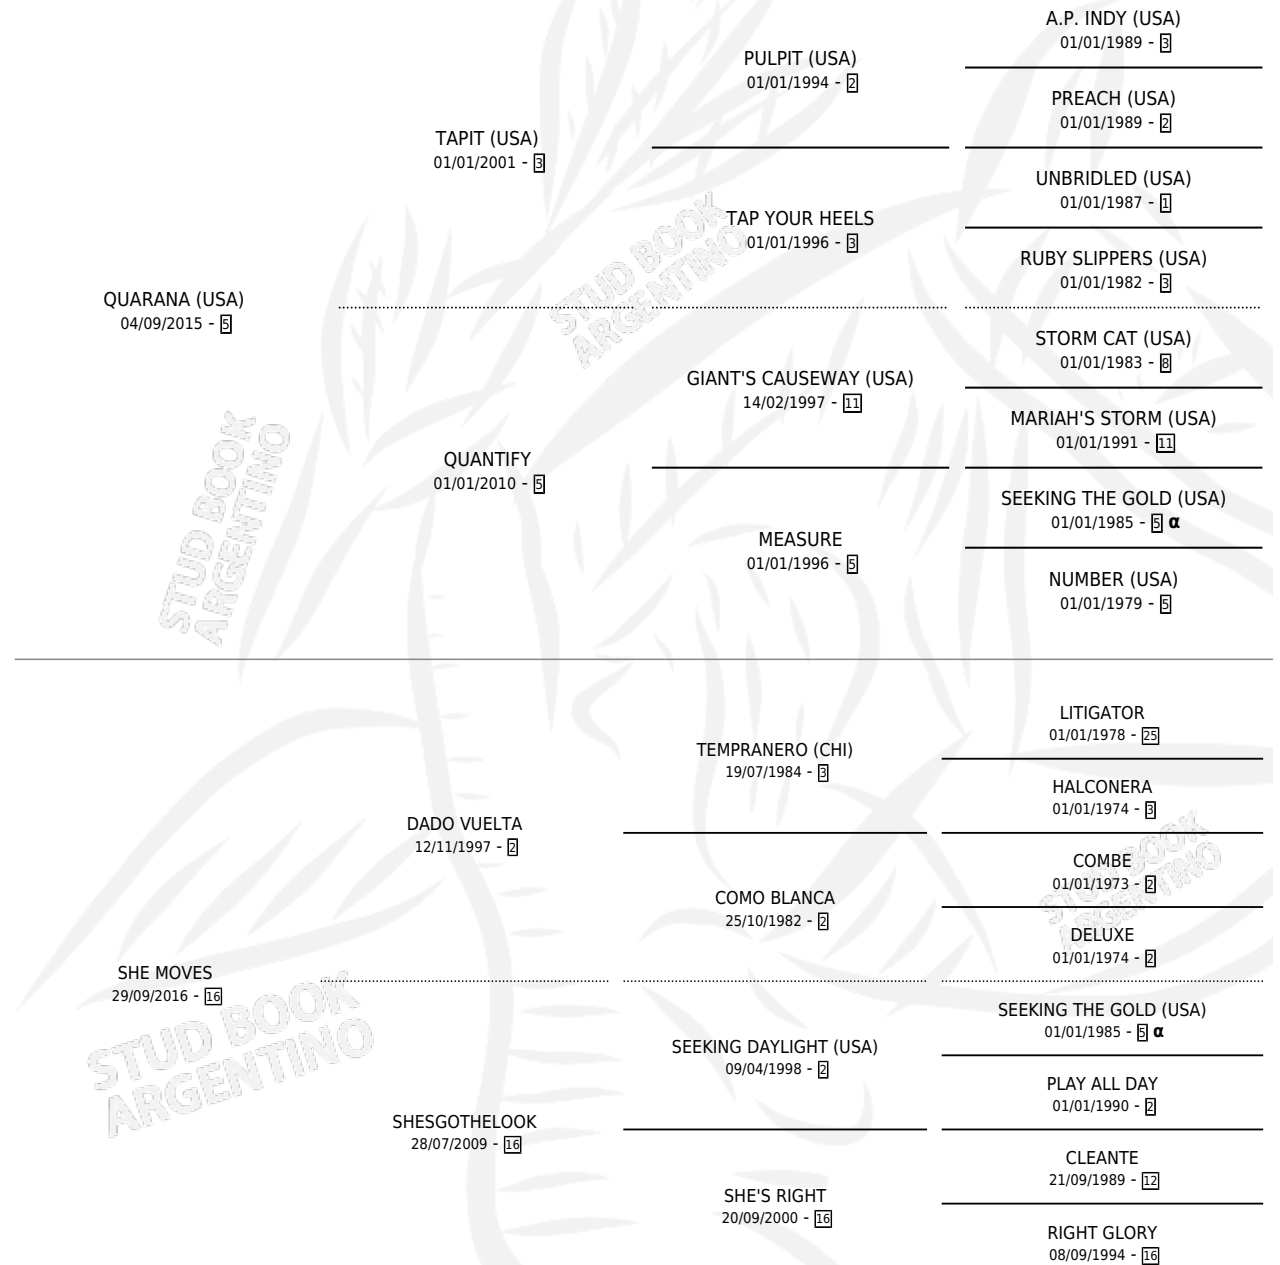 A.P. INDY (USA)
01/01/1989 - 3
PULPIT (USA)
01/01/1994 - 2
PREACH (USA)
01/01/1989 - 2
TAPIT (USA)
01/01/2001 - 3
UNBRIDLED (USA)
01/01/1987 - 1
TAP YOUR HEELS
01/01/1996 - 3
RUBY SLIPPERS (USA)
01/01/1982 - 3
QUARANA (USA)
04/09/2015 - 5
STORM CAT (USA)
01/01/1983 - 8
GIANT'S CAUSEWAY (USA)
14/02/1997 - 11
MARIAH'S STORM (USA)
01/01/1991 - 11
QUANTIFY
01/01/2010 - 5
SEEKING THE GOLD (USA)
01/01/1985 - 5 α
MEASURE
01/01/1996 - 5
NUMBER (USA)
01/01/1979 - 5
LITIGATOR
01/01/1978 - 25
TEMPRANERO (CHI)
19/07/1984 - 3
HALCONERA
01/01/1974 - 3
DADO VUELTA
12/11/1997 - 2
COMBE
01/01/1973 - 2
COMO BLANCA
25/10/1982 - 2
DELUXE
01/01/1974 - 2
SHE MOVES
29/09/2016 - 16
SEEKING THE GOLD (USA)
01/01/1985 - 5 α
SEEKING DAYLIGHT (USA)
09/04/1998 - 2
PLAY ALL DAY
01/01/1990 - 2
SHESGOTHELOOK
28/07/2009 - 16
CLEANTE
21/09/1989 - 12
SHE'S RIGHT
20/09/2000 - 16
RIGHT GLORY
08/09/1994 - 16
STUD BOOK
ARGENTINO
STUD BOOK
ARGENTINO
STUD BOOK
ARGENTINO
STUD BOOK
ARGENTINO